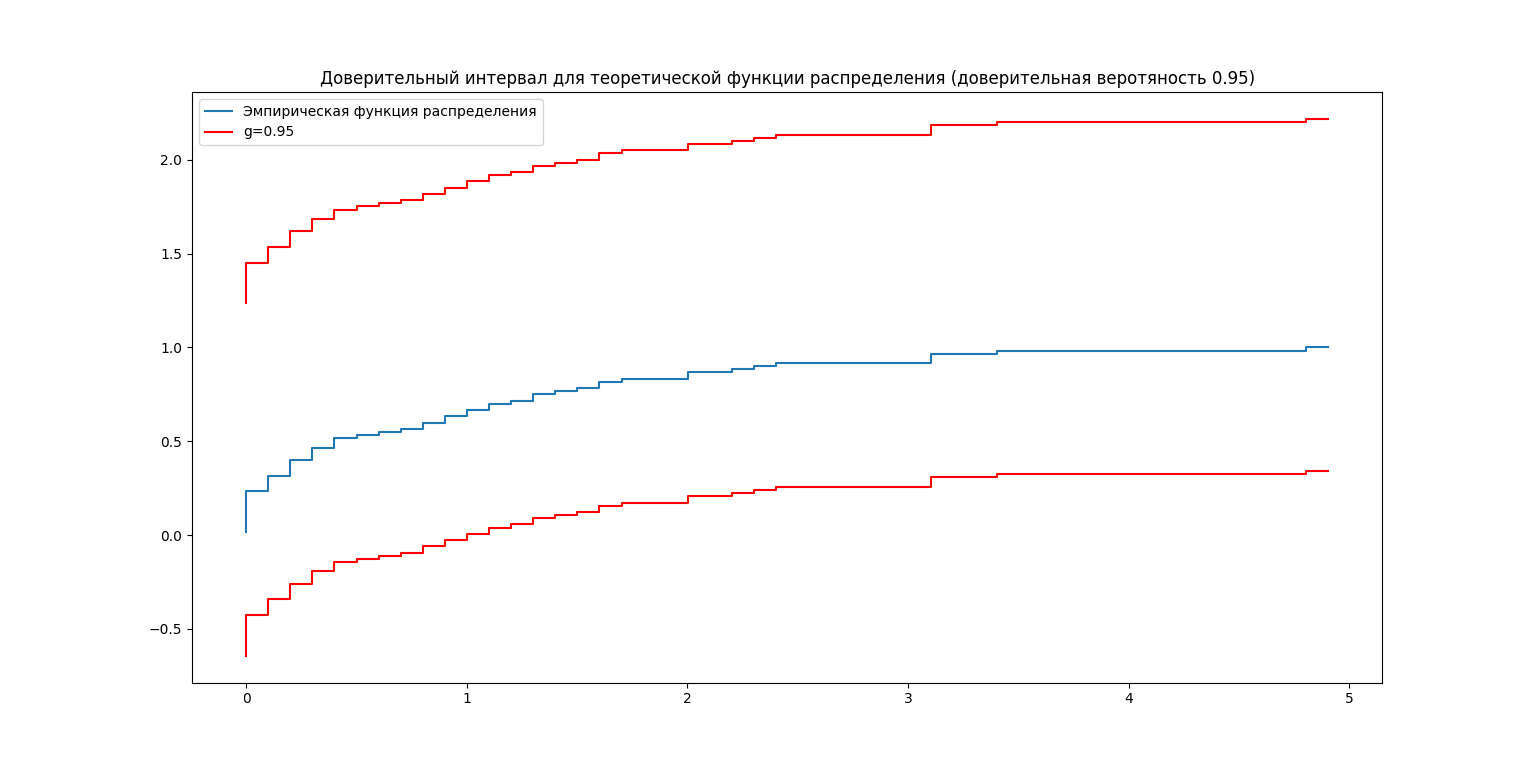 Доверительный интервал для теоретической функции распределения (доверительная веротяность 0.95)
Эмпирическая функция распределения
g=0.95
2.0
1.5
1.0
0.5
0.0
−0.5
0 1 2 3 4 5